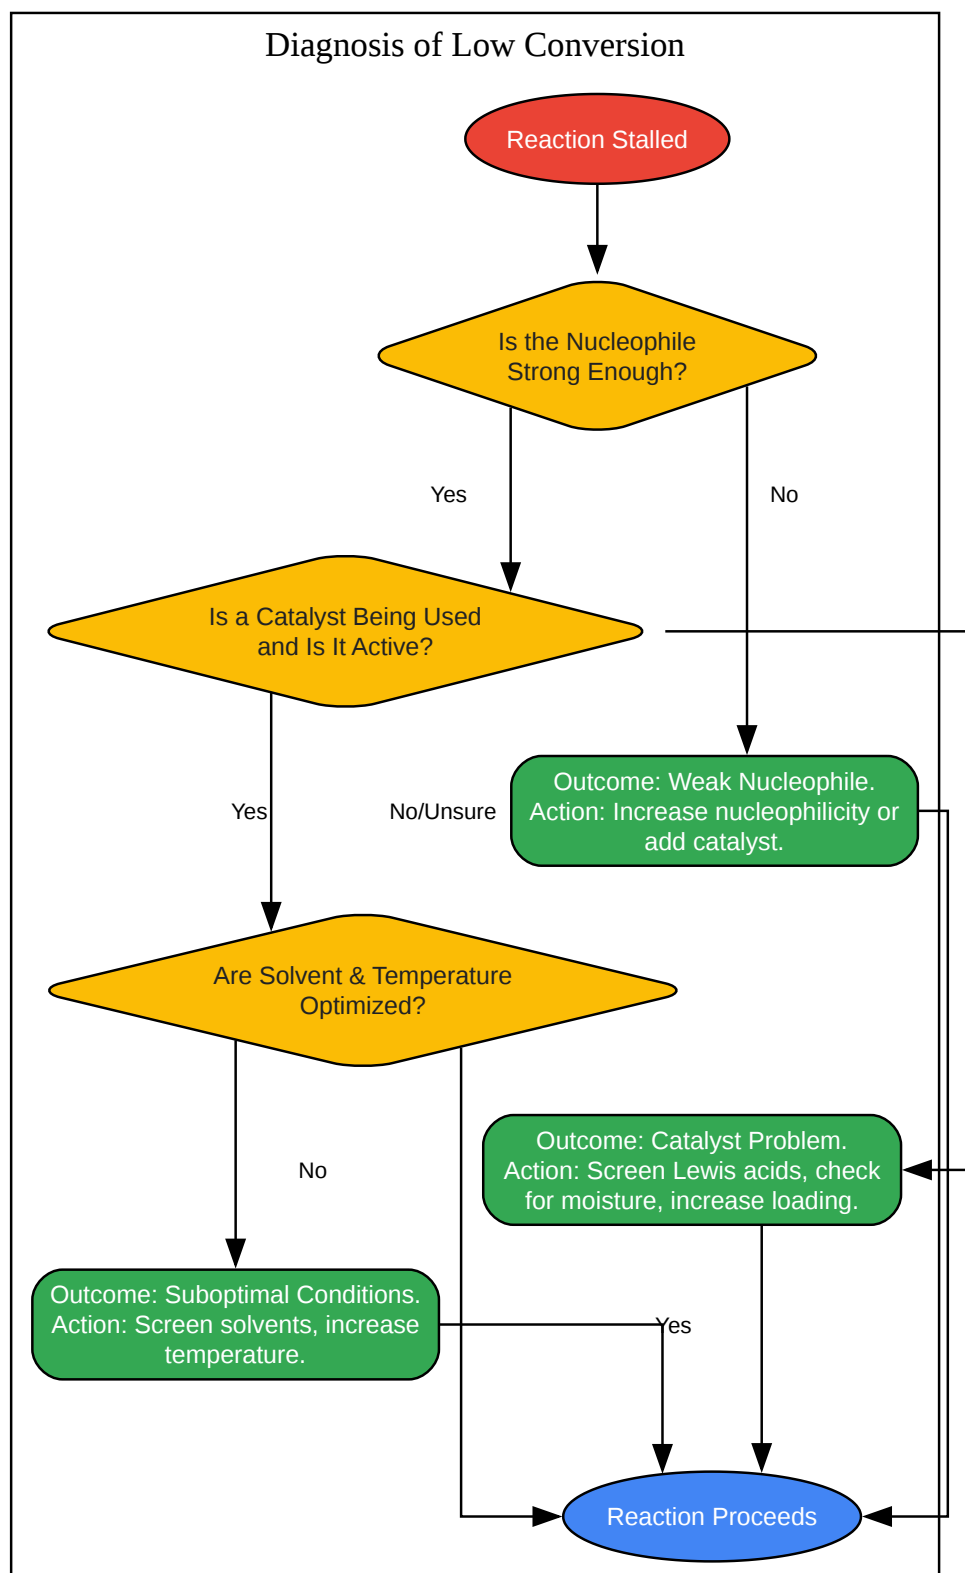 Diagnosis of Low Conversion
Reaction Stalled
Is the Nucleophile
Strong Enough?
Yes
No
Is a Catalyst Being Used
and Is It Active?
Yes
No/Unsure
Outcome: Weak Nucleophile.
Action: Increase nucleophilicity or
add catalyst.
Are Solvent & Temperature
Optimized?
No
Outcome: Catalyst Problem.
Action: Screen Lewis acids, check
for moisture, increase loading.
Outcome: Suboptimal Conditions.
Action: Screen solvents, increase
temperature.
Yes
Reaction Proceeds